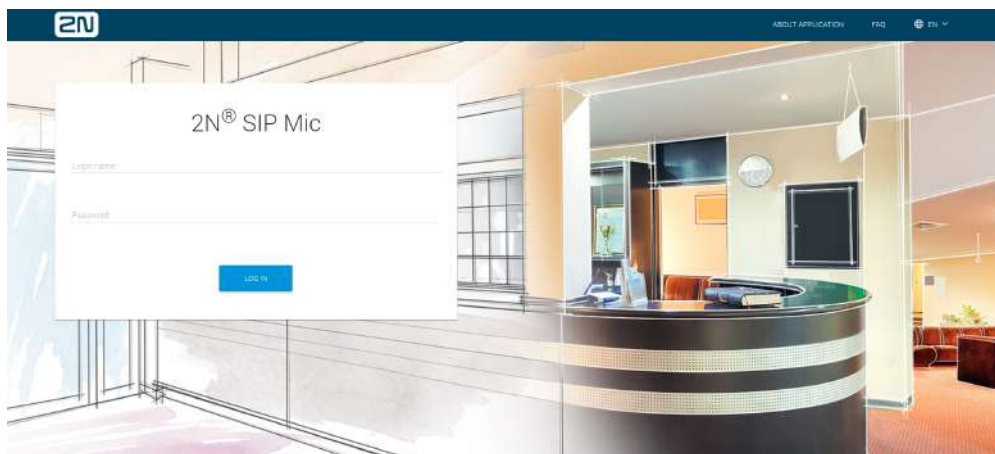 2N
ABOUT APPLICATION
FAQ
EN
2N® SIP Mic
Login name
Password
LOG IN